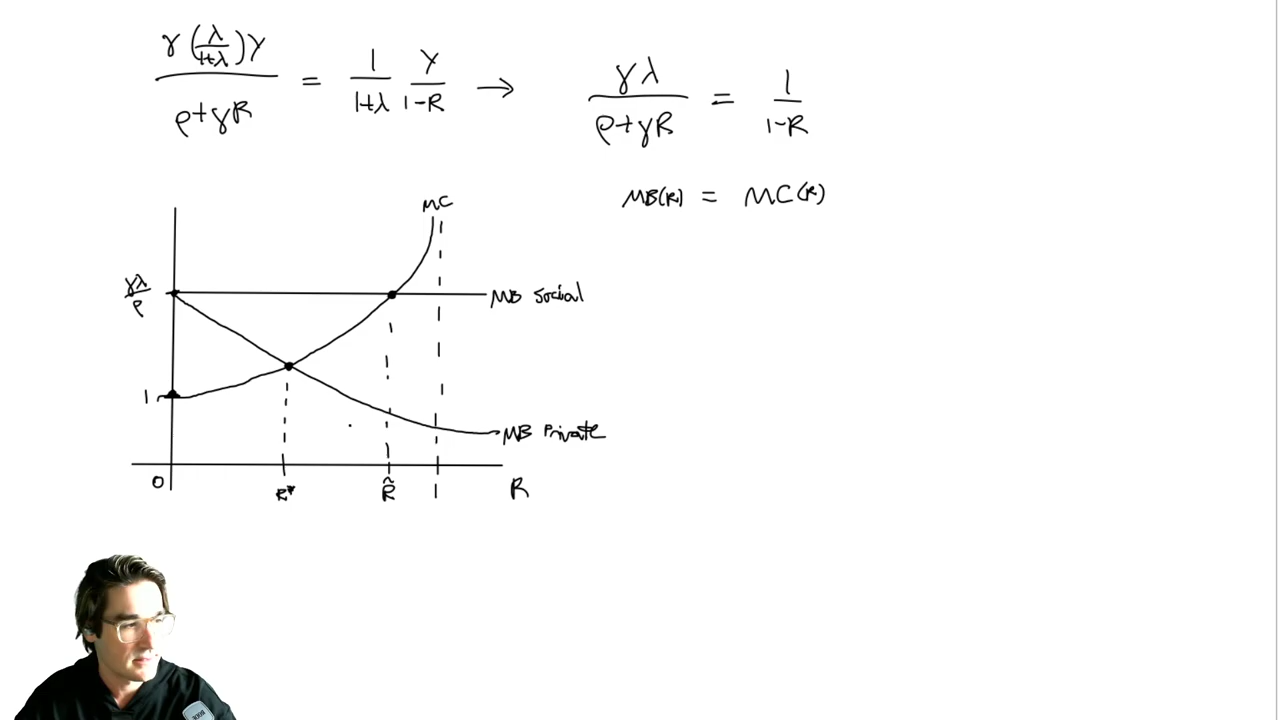 γ(λ/1+λ)Y / ρ+γR = 1/1+λ Y/1-R → γλ / ρ+γR = 1/1-R
MB(R) = MC(R)
MC
γλ/ρ
MB Social
1
MB Private
0 R* R̃ 1 R